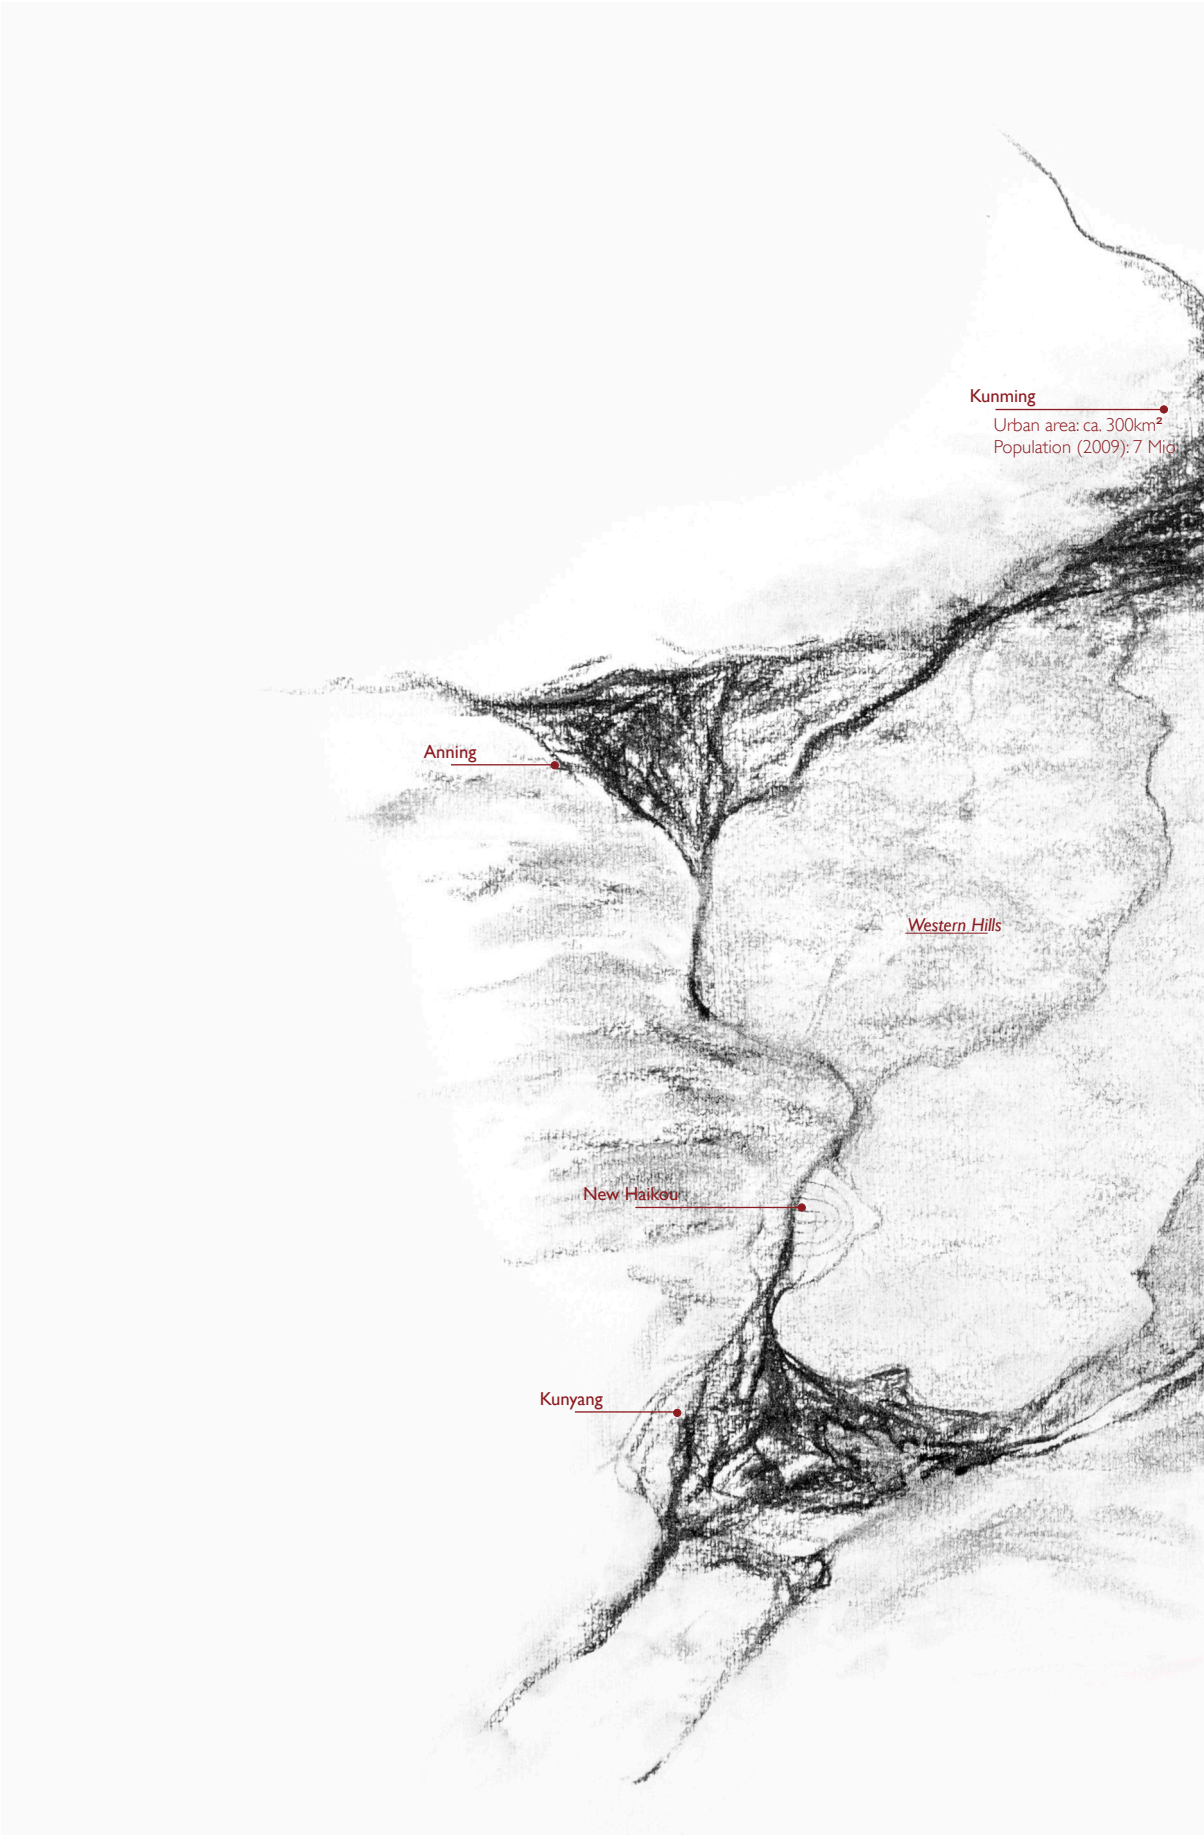 Kunming
Urban area: ca. 300km²
Population (2009): 7 Mio.
Anning
Western Hills
New Haikou
Kunyang